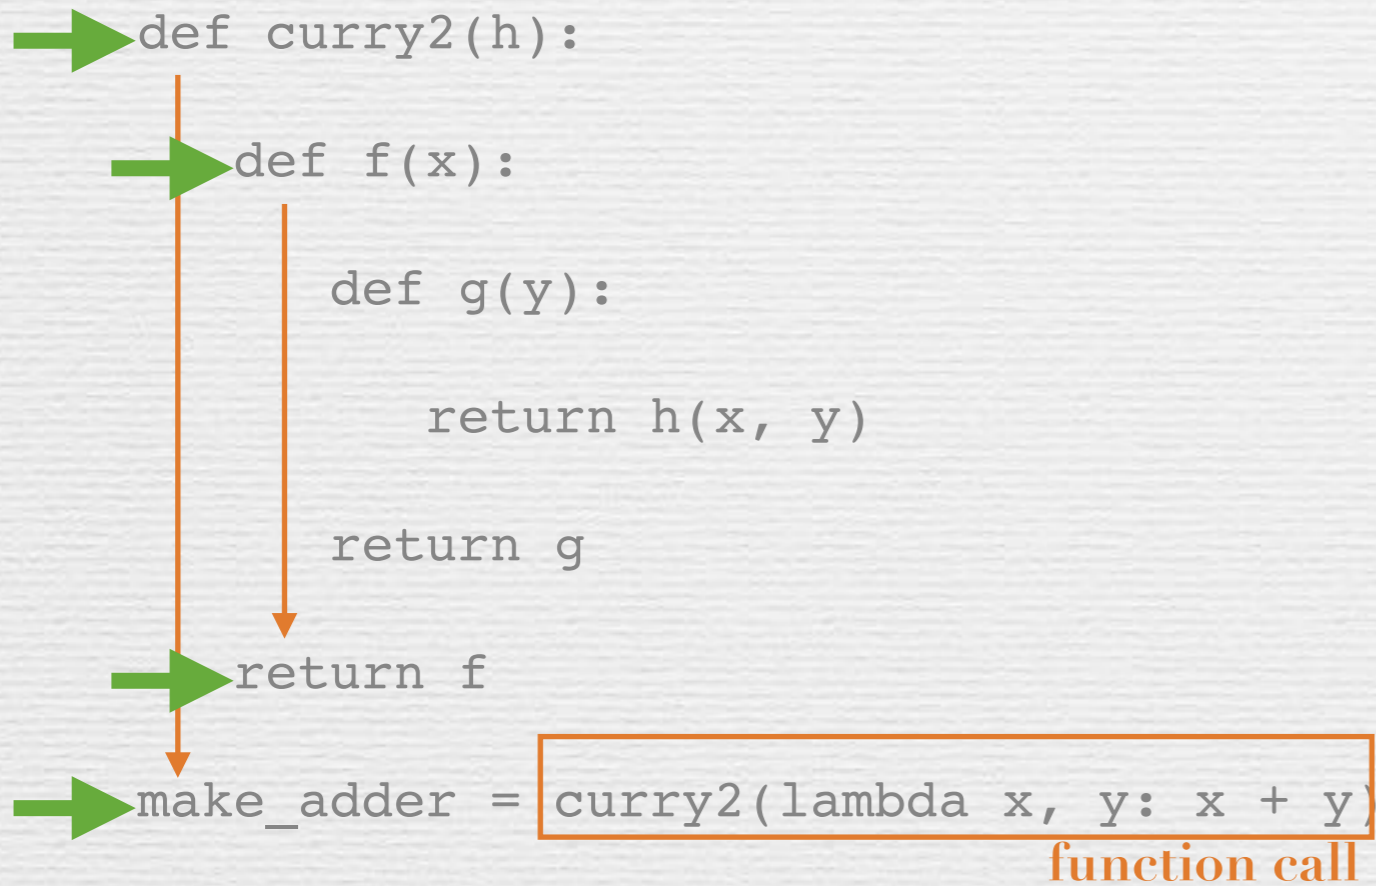 def curry2(h):
def f(x):
def g(y):
return h(x, y)
return g
return f
make_adder = curry2(lambda x, y: x + y)
function call